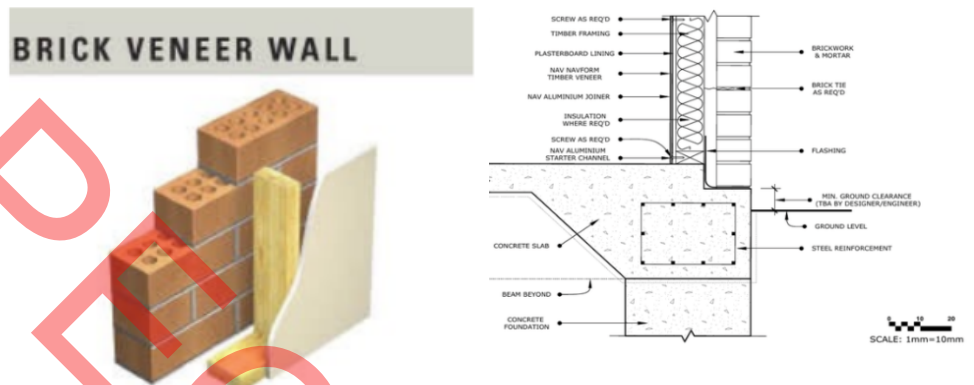 BRICK VENEER WALL
SCREW AS REQ'D
TIMBER FRAMING
PLASTERBOARD LINING
NAV NAVFORM
TIMBER VENEER
NAV ALUMINIUM JOINER
INSULATION
WHERE REQ'D
SCREW AS REQ'D
NAV ALUMINIUM
STARTER CHANNEL
CONCRETE SLAB
BEAM BEYOND
CONCRETE
FOUNDATION
BRICKWORK
& MORTAR
BRICK TIE
AS REQ'D
FLASHING
MIN. GROUND CLEARANCE
(TBA BY DESIGNER/ENGINEER)
GROUND LEVEL
STEEL REINFORCEMENT
0 10 20
SCALE: 1mm=10mm